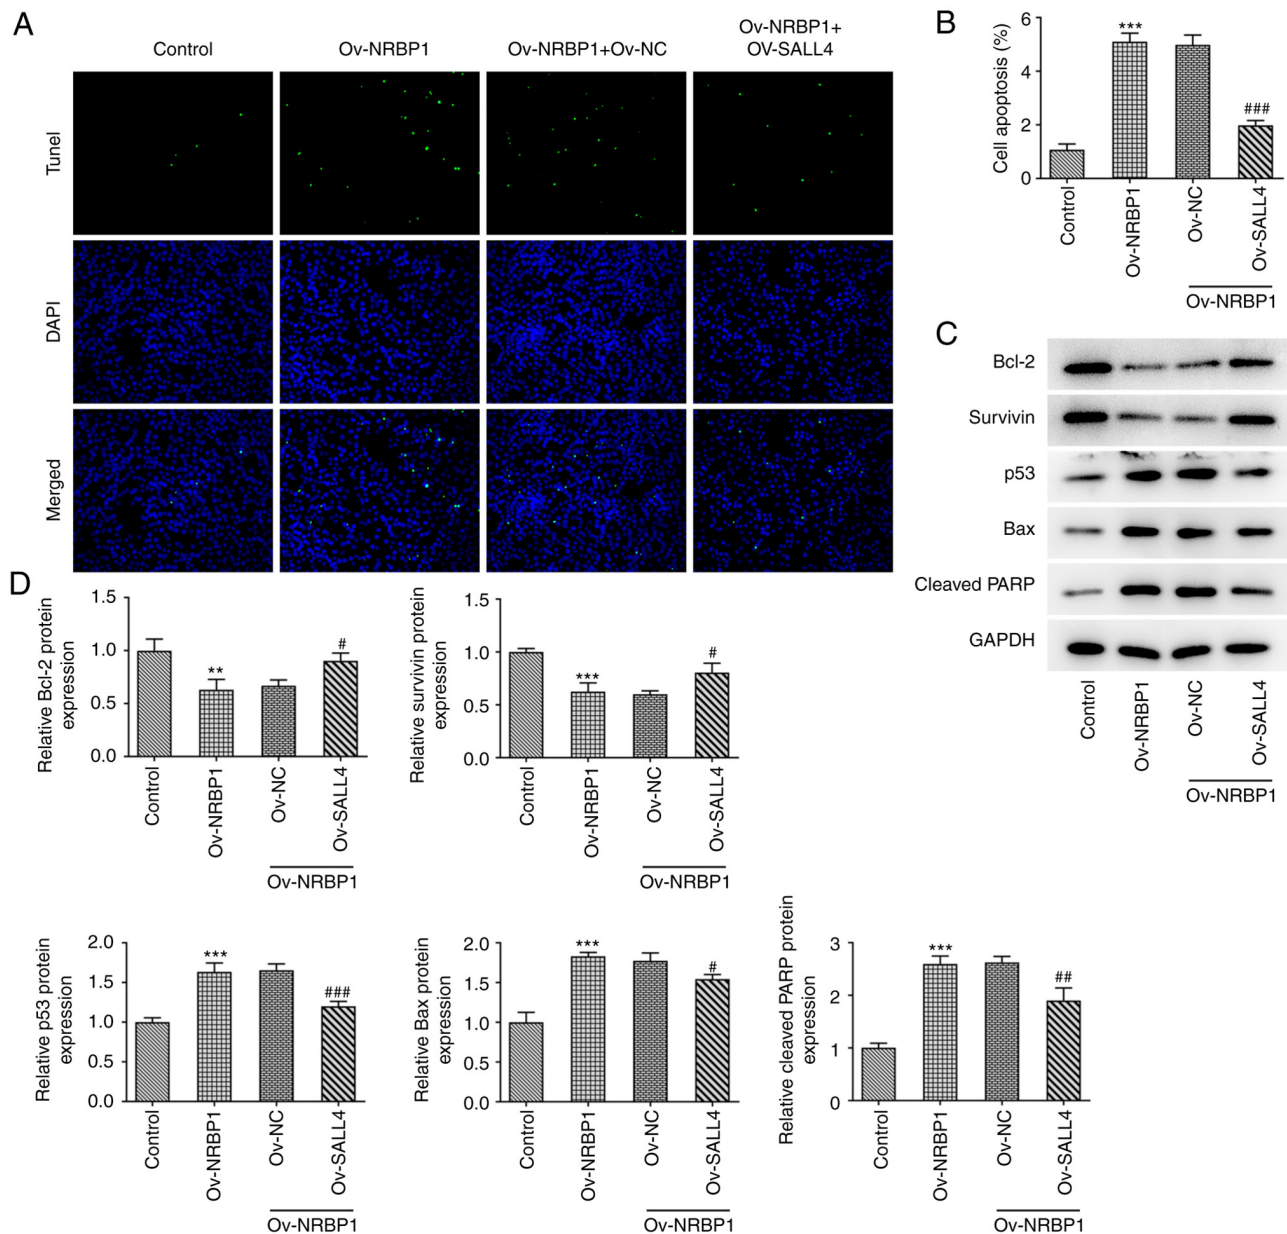 A
Control
Ov-NRBP1
Ov-NRBP1+Ov-NC
Ov-NRBP1+
OV-SALL4
Tunel
DAPI
Merged
B
Cell apoptosis (%)
6
4
2
0
***
###
Control
Ov-NRBP1
Ov-NC
Ov-SALL4
Ov-NRBP1
C
Bcl-2
Survivin
p53
Bax
Cleaved PARP
GAPDH
Control
Ov-NRBP1
Ov-NC
Ov-SALL4
Ov-NRBP1
D
Relative Bcl-2 protein
expression
1.5
1.0
0.5
0.0
**
#
Control
Ov-NRBP1
Ov-NC
Ov-SALL4
Ov-NRBP1
Relative survivin protein
expression
1.5
1.0
0.5
0.0
***
#
Control
Ov-NRBP1
Ov-NC
Ov-SALL4
Ov-NRBP1
Relative p53 protein
expression
2.0
1.5
1.0
0.5
0.0
***
###
Control
Ov-NRBP1
Ov-NC
Ov-SALL4
Ov-NRBP1
Relative Bax protein
expression
2.0
1.5
1.0
0.5
0.0
***
#
Control
Ov-NRBP1
Ov-NC
Ov-SALL4
Ov-NRBP1
Relative cleaved PARP protein
expression
3
2
1
0
***
##
Control
Ov-NRBP1
Ov-NC
Ov-SALL4
Ov-NRBP1